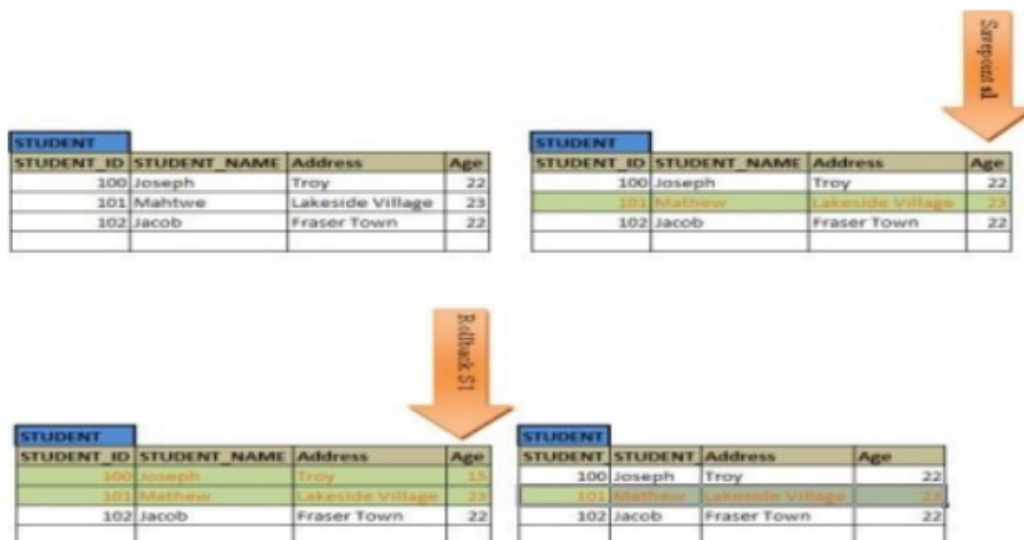 Savepoint s1
STUDENT
STUDENT_ID STUDENT_NAME Address Age
100 Joseph Troy 22
101 Mahtwe Lakeside Village 23
102 Jacob Fraser Town 22
STUDENT
STUDENT_ID STUDENT_NAME Address Age
100 Joseph Troy 22
101 Mathew Lakeside Village 23
102 Jacob Fraser Town 22
Rollback S1
STUDENT
STUDENT_ID STUDENT_NAME Address Age
100 Joseph Troy 15
101 Mathew Lakeside Village 23
102 Jacob Fraser Town 22
STUDENT
STUDENT STUDENT Address Age
100 Joseph Troy 22
101 Mathew Lakeside Village 23
102 Jacob Fraser Town 22